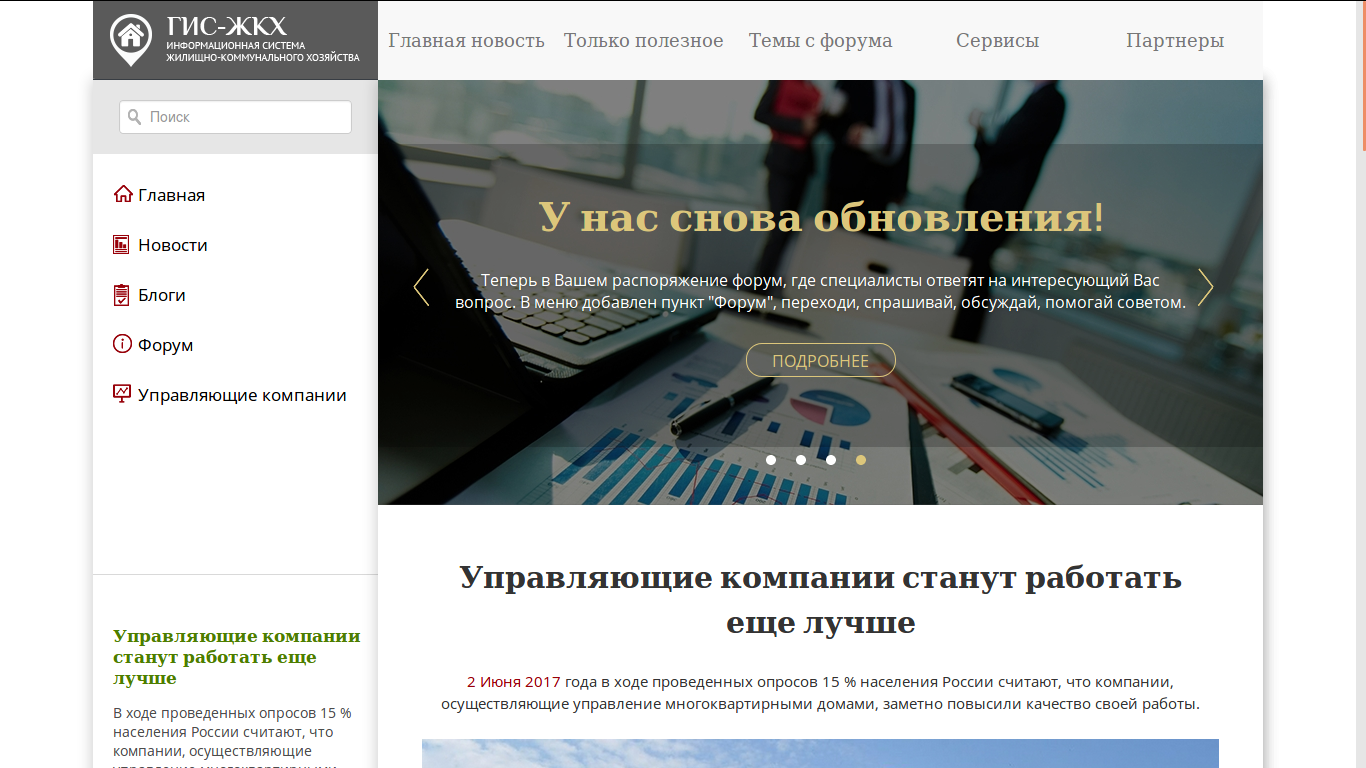 ГИС-ЖКХ
ИНФОРМАЦИОННАЯ СИСТЕМА
ЖИЛИЩНО-КОММУНАЛЬНОГО ХОЗЯЙСТВА
Главная новость
Только полезное
Темы с форума
Сервисы
Партнеры
Поиск
Главная
Новости
Блоги
Форум
Управляющие компании
У нас снова обновления!
Теперь в Вашем распоряжение форум, где специалисты ответят на интересующий Вас
вопрос. В меню добавлен пункт "Форум", переходи, спрашивай, обсуждай, помогай советом.
ПОДРОБНЕЕ
Управляющие компании станут работать
еще лучше
2 Июня 2017 года в ходе проведенных опросов 15 % населения России считают, что компании,
осуществляющие управление многоквартирными домами, заметно повысили качество своей работы.
Управляющие компании
станут работать еще
лучше
В ходе проведенных опросов 15 %
населения России считают, что
компании, осуществляющие
управление многоквартирными